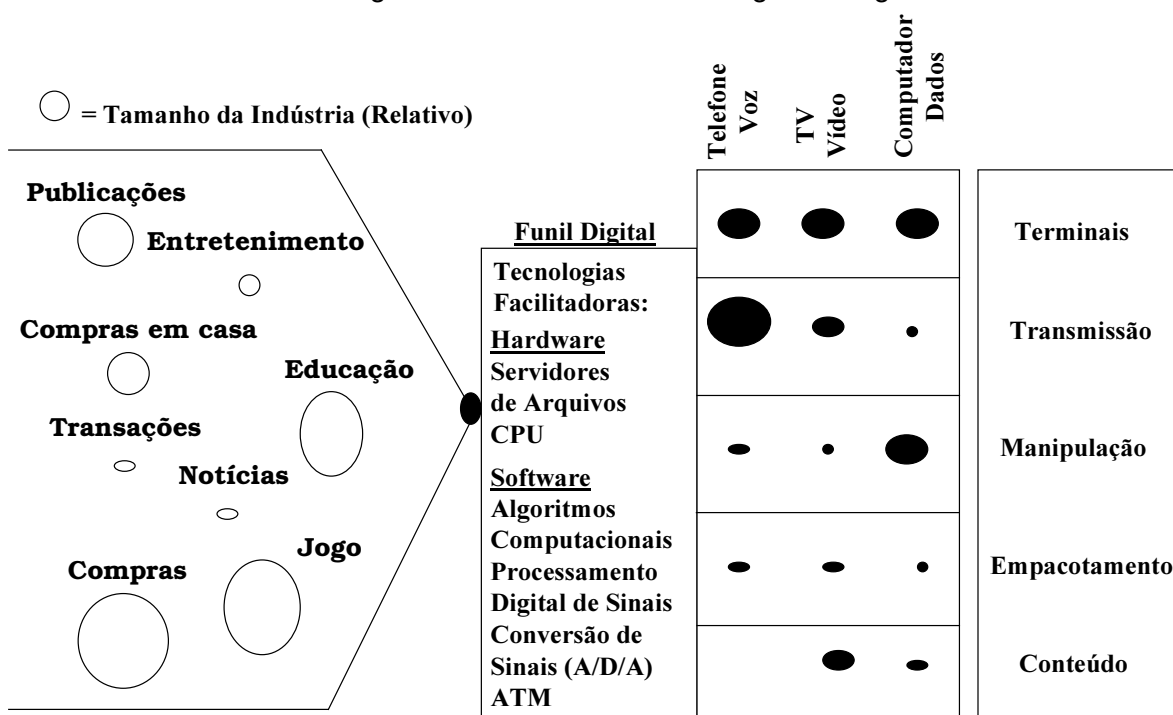 = Tamanho da Indústria (Relativo)
Telefone
Voz
TV
Vídeo
Computador
Dados
Publicações
Entretenimento
Compras em casa
Educação
Transações
Notícias
Jogo
Compras
Funil Digital
Tecnologias
Facilitadoras:
Hardware
Servidores
de Arquivos
CPU
Software
Algoritmos
Computacionais
Processamento
Digital de Sinais
Conversão de
Sinais (A/D/A)
ATM
Terminais
Transmissão
Manipulação
Empacotamento
Conteúdo